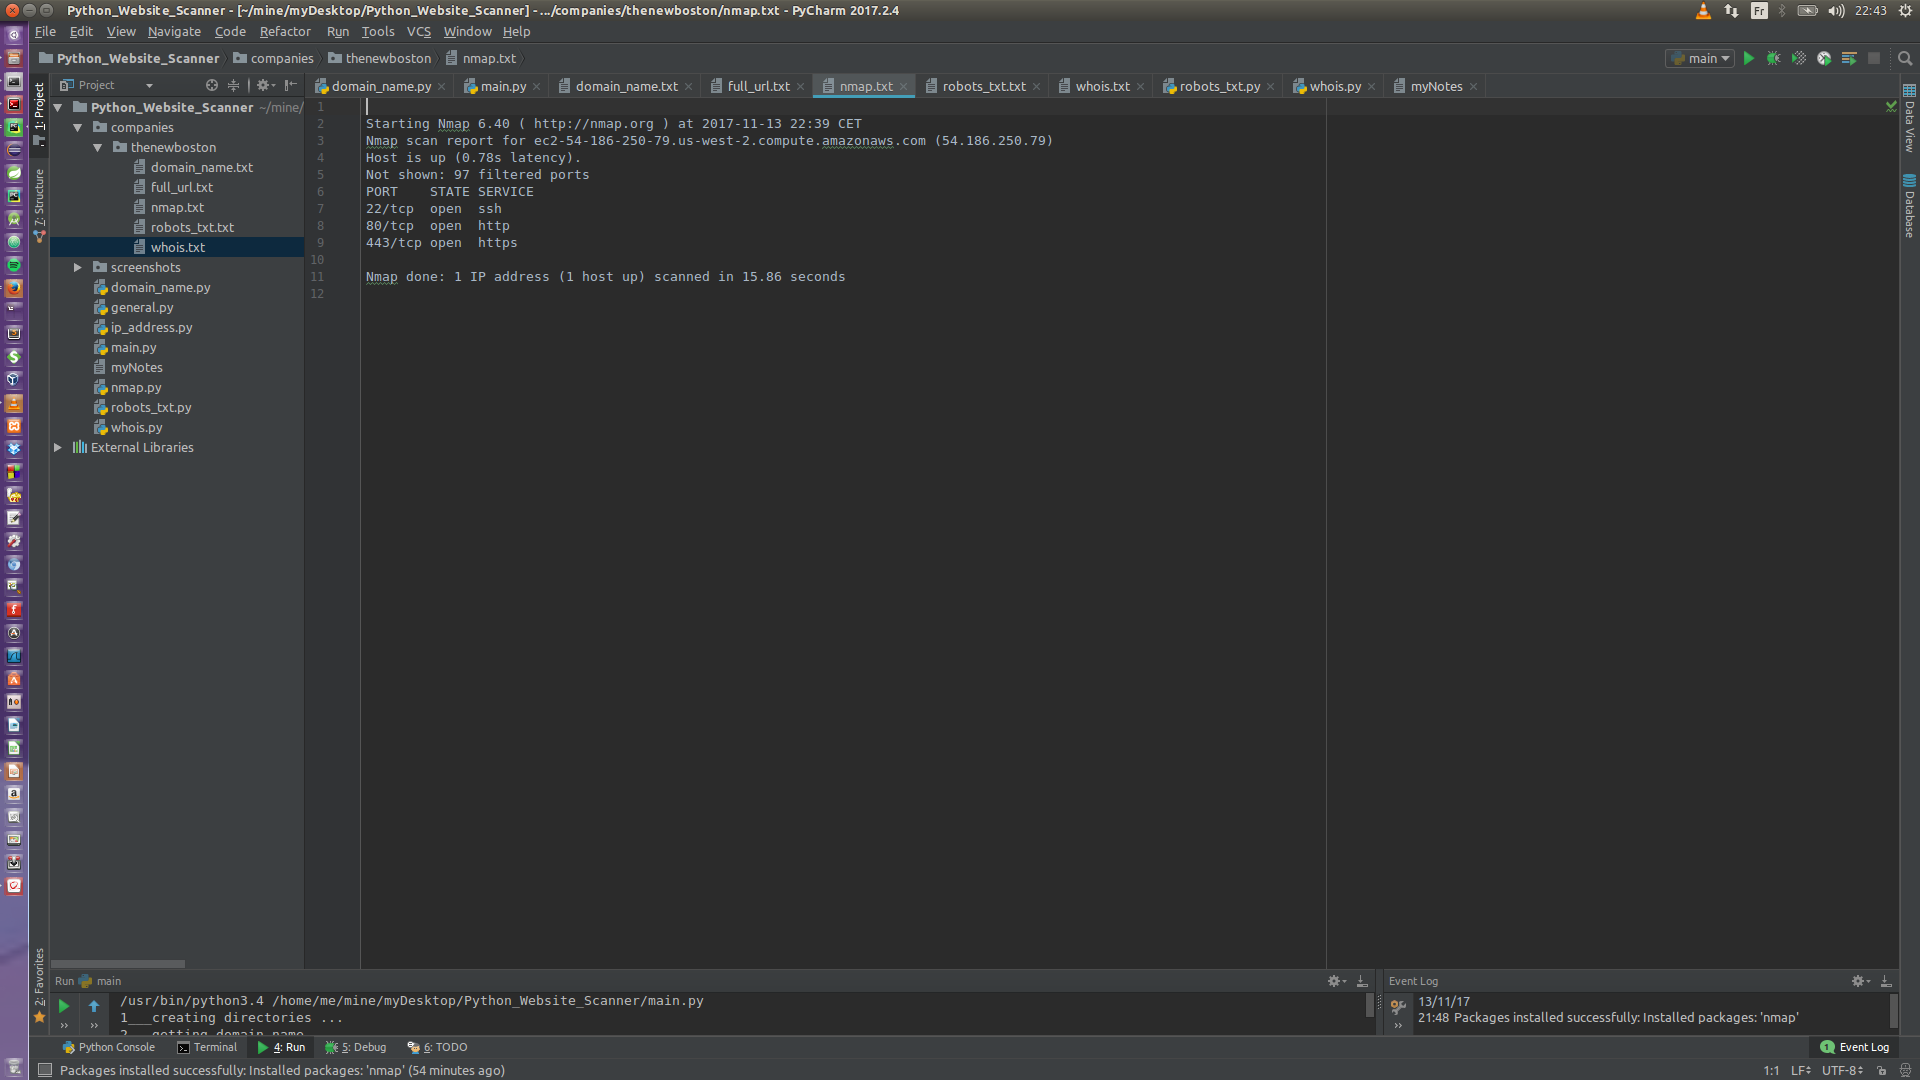 Python_Website_Scanner - [~/mine/myDesktop/Python_Website_Scanner] - .../companies/thenewboston/nmap.txt - PyCharm 2017.2.4
Fr
22:43
File Edit View Navigate Code Refactor Run Tools VCS Window Help
Python_Website_Scanner companies thenewboston nmap.txt
main
Project
domain_name.py main.py domain_name.txt full_url.txt nmap.txt robots_txt.txt whois.txt robots_txt.py whois.py myNotes
1: Project
7: Structure
2: Favorites
Data View
Database
Python_Website_Scanner ~/mine/
companies
thenewboston
domain_name.txt
full_url.txt
nmap.txt
robots_txt.txt
whois.txt
screenshots
domain_name.py
general.py
ip_address.py
main.py
myNotes
nmap.py
robots_txt.py
whois.py
External Libraries
1
2 Starting Nmap 6.40 ( http://nmap.org ) at 2017-11-13 22:39 CET
3 Nmap scan report for ec2-54-186-250-79.us-west-2.compute.amazonaws.com (54.186.250.79)
4 Host is up (0.78s latency).
5 Not shown: 97 filtered ports
6 PORT    STATE SERVICE
7 22/tcp  open  ssh
8 80/tcp  open  http
9 443/tcp open  https
10
11 Nmap done: 1 IP address (1 host up) scanned in 15.86 seconds
12
Run main
/usr/bin/python3.4 /home/me/mine/myDesktop/Python_Website_Scanner/main.py
1___creating directories ...
2___getting domain name
Event Log
13/11/17
21:48 Packages installed successfully: Installed packages: 'nmap'
Python Console Terminal 4: Run 5: Debug 6: TODO
1 Event Log
Packages installed successfully: Installed packages: 'nmap' (54 minutes ago)
1:1 LF UTF-8